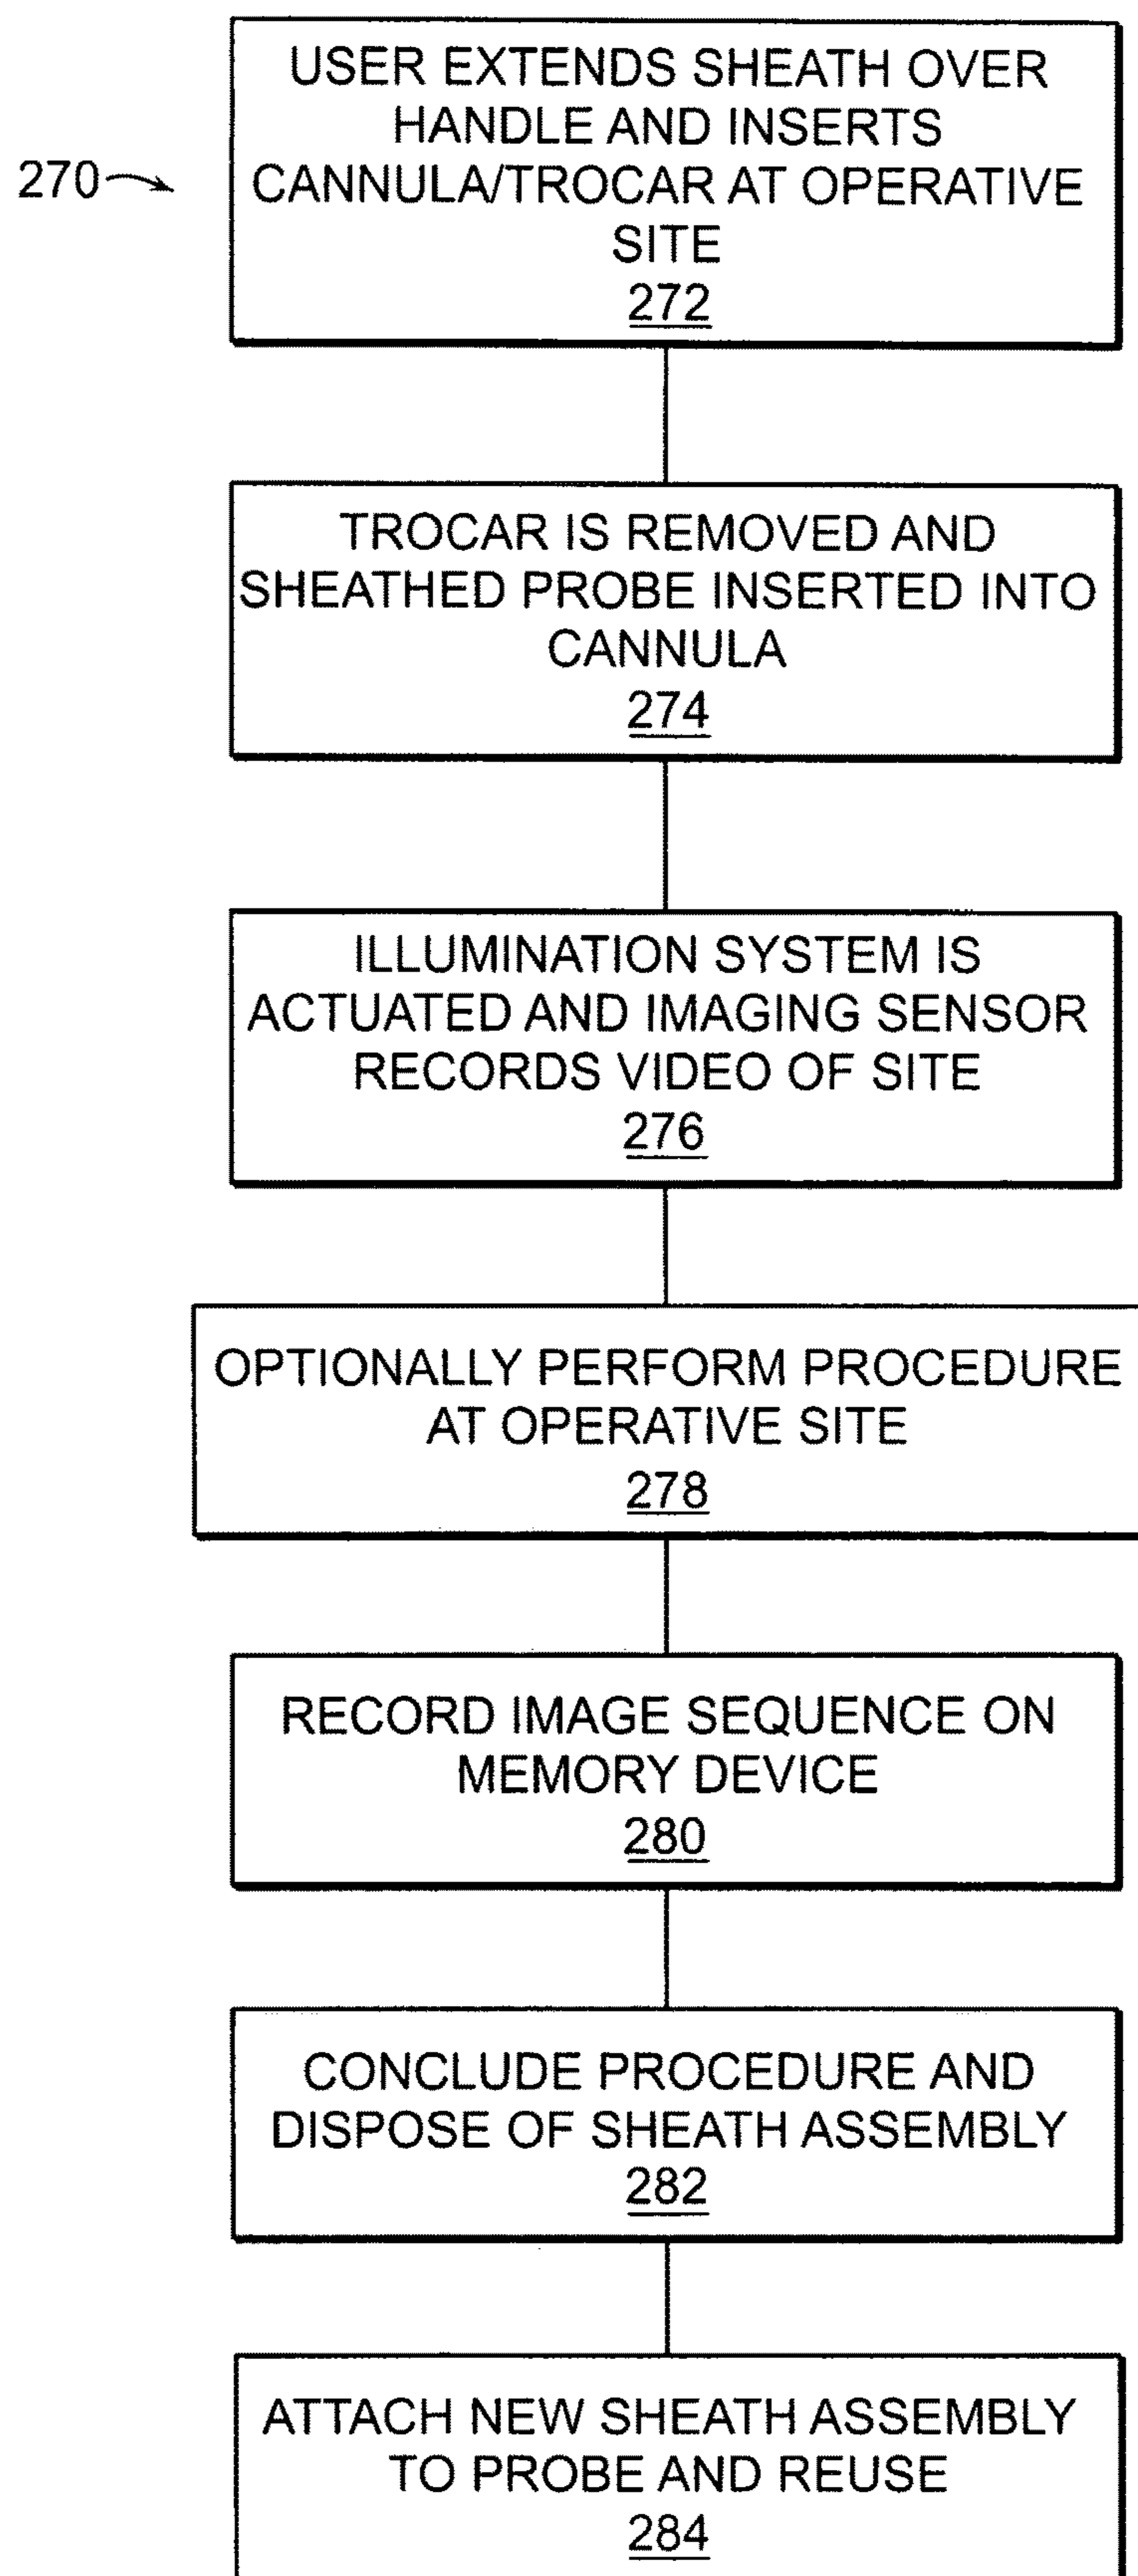 270
USER EXTENDS SHEATH OVER
HANDLE AND INSERTS
CANNULA/TROCAR AT OPERATIVE
SITE
272
TROCAR IS REMOVED AND
SHEATHED PROBE INSERTED INTO
CANNULA
274
ILLUMINATION SYSTEM IS
ACTUATED AND IMAGING SENSOR
RECORDS VIDEO OF SITE
276
OPTIONALLY PERFORM PROCEDURE
AT OPERATIVE SITE
278
RECORD IMAGE SEQUENCE ON
MEMORY DEVICE
280
CONCLUDE PROCEDURE AND
DISPOSE OF SHEATH ASSEMBLY
282
ATTACH NEW SHEATH ASSEMBLY
TO PROBE AND REUSE
284